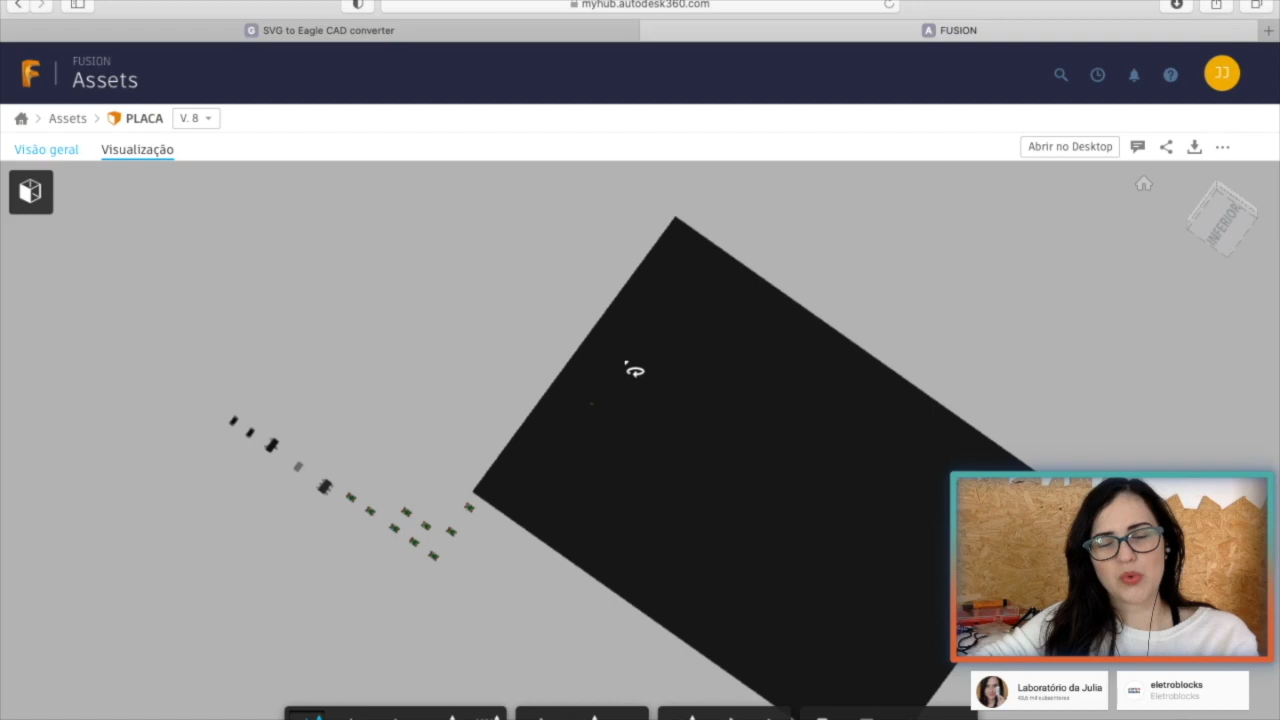 myhub.autodesk360.com
SVG to Eagle CAD converter
FUSION
FUSION
Assets
JJ
Assets
PLACA
V. 8
Visão geral
Visualização
Abrir no Desktop
INFERIOR
Laboratório da Julia
eletroblocks
Eletroblocks